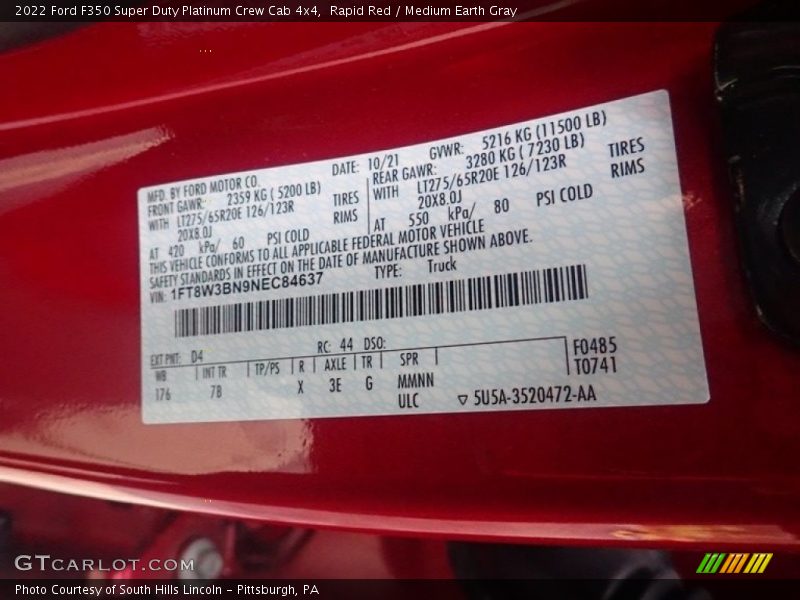 2022 Ford F350 Super Duty Platinum Crew Cab 4x4,  Rapid Red / Medium Earth Gray
MFD. BY FORD MOTOR CO.
DATE: 10/21 GVWR: 5216 KG (11500 LB)
FRONT GAWR: 2359 KG ( 5200 LB)
REAR GAWR: 3280 KG ( 7230 LB)
WITH LT275/65R20E 126/123R TIRES
WITH LT275/65R20E 126/123R TIRES
20X8.0J RIMS
20X8.0J RIMS
AT 420 kPa/ 60 PSI COLD
AT 550 kPa/ 80 PSI COLD
THIS VEHICLE CONFORMS TO ALL APPLICABLE FEDERAL MOTOR VEHICLE
SAFETY STANDARDS IN EFFECT ON THE DATE OF MANUFACTURE SHOWN ABOVE.
VIN: 1FT8W3BN9NEC84637 TYPE: Truck
EXT PNT: D4 RC: 44 DSO:
WB INT TR TP/PS R AXLE TR SPR
176 7B X 3E G MMNN
ULC
F0485
T0741
▽ 5U5A-3520472-AA
GTCARLOT.COM
Photo Courtesy of South Hills Lincoln - Pittsburgh, PA